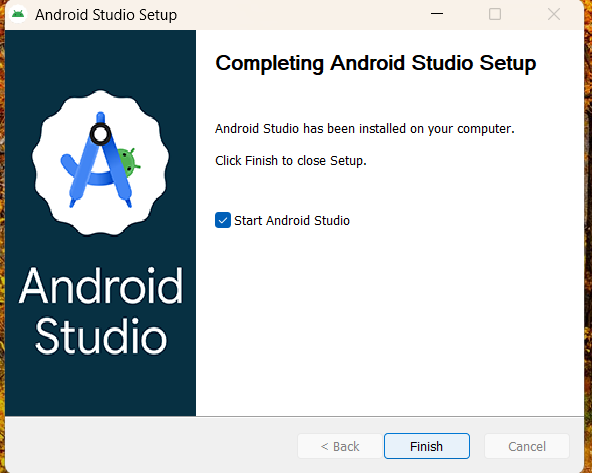 Android Studio Setup
Completing Android Studio Setup
Android Studio has been installed on your computer.
Click Finish to close Setup.
Start Android Studio
Android
Studio
< Back
Finish
Cancel